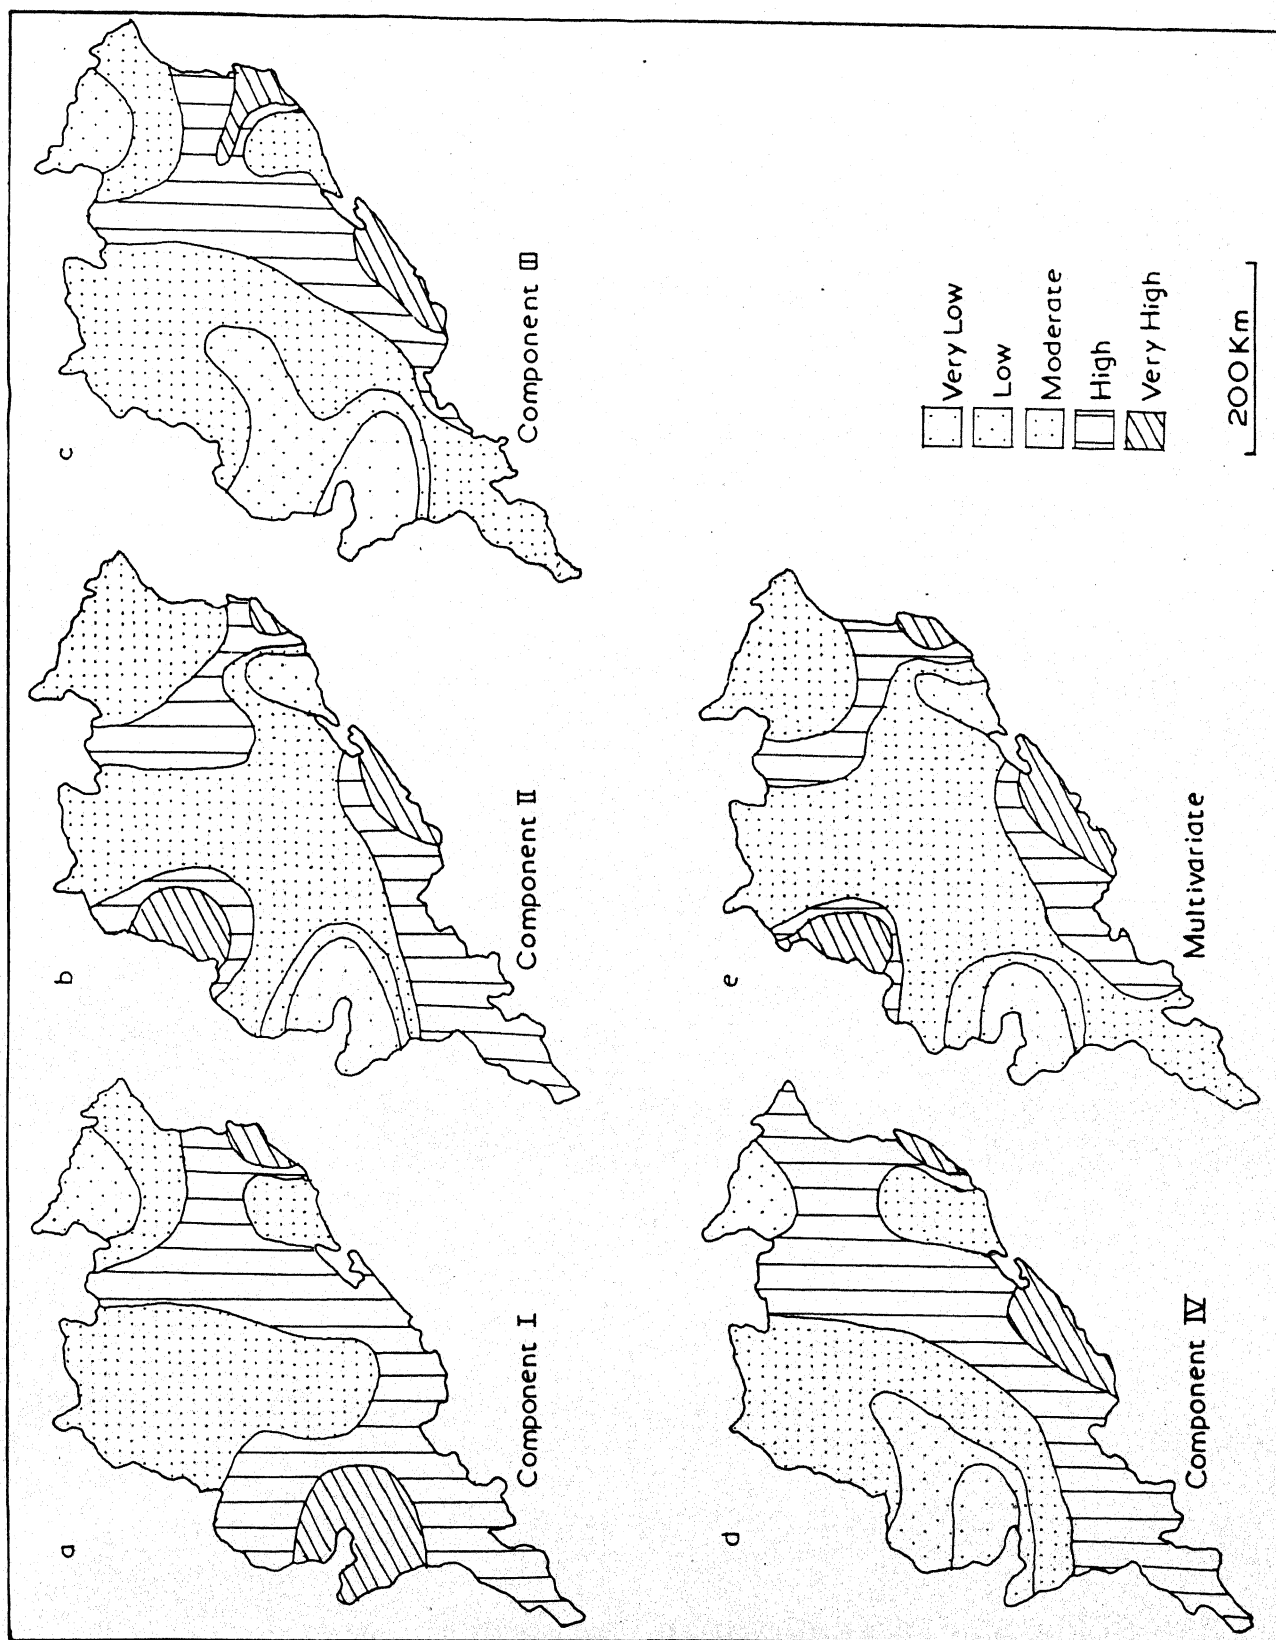 a
Component I
b
Component II
c
Component III
d
Component IV
e
Multivariate
Very Low
Low
Moderate
High
Very High
200 Km